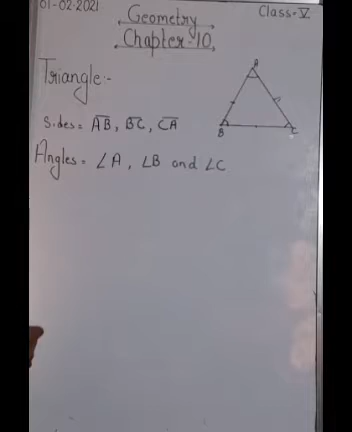 01-02-2021
Geometry
Class-V
Chapter-10
Triangle:-
A
Sides = AB, BC, CA
B
C
Angles = ∠A, ∠B and ∠C